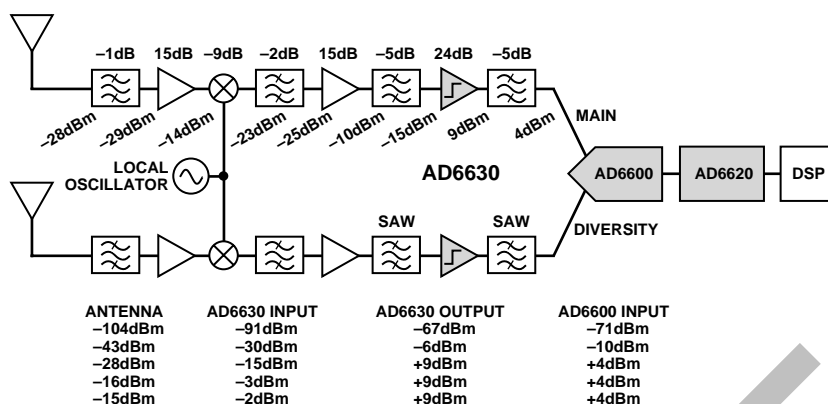 –1dB 15dB –9dB –2dB 15dB –5dB 24dB –5dB
–28dBm –29dBm –14dBm –23dBm –25dBm –10dBm –15dBm 9dBm 4dBm
MAIN
LOCAL
OSCILLATOR
AD6630
AD6600
AD6620
DSP
SAW
SAW
DIVERSITY
ANTENNA AD6630 INPUT AD6630 OUTPUT AD6600 INPUT
–104dBm –91dBm –67dBm –71dBm
–43dBm –30dBm –6dBm –10dBm
–28dBm –15dBm +9dBm +4dBm
–16dBm –3dBm +9dBm +4dBm
–15dBm –2dBm +9dBm +4dBm